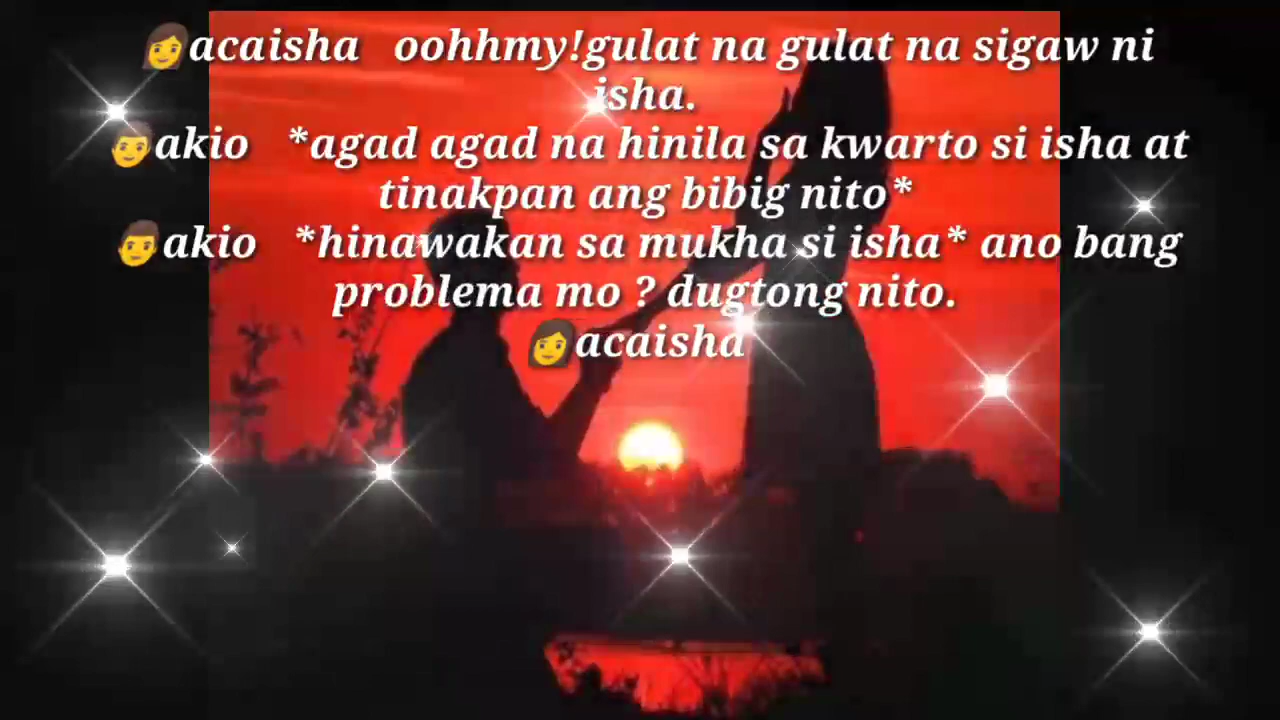 👩acaisha oohhmy!gulat na gulat na sigaw ni
isha.
👨akio *agad agad na hinila sa kwarto si isha at
tinakpan ang bibig nito*
👨akio *hinawakan sa mukha si isha* ano bang
problema mo ? dugtong nito.
👩acaisha